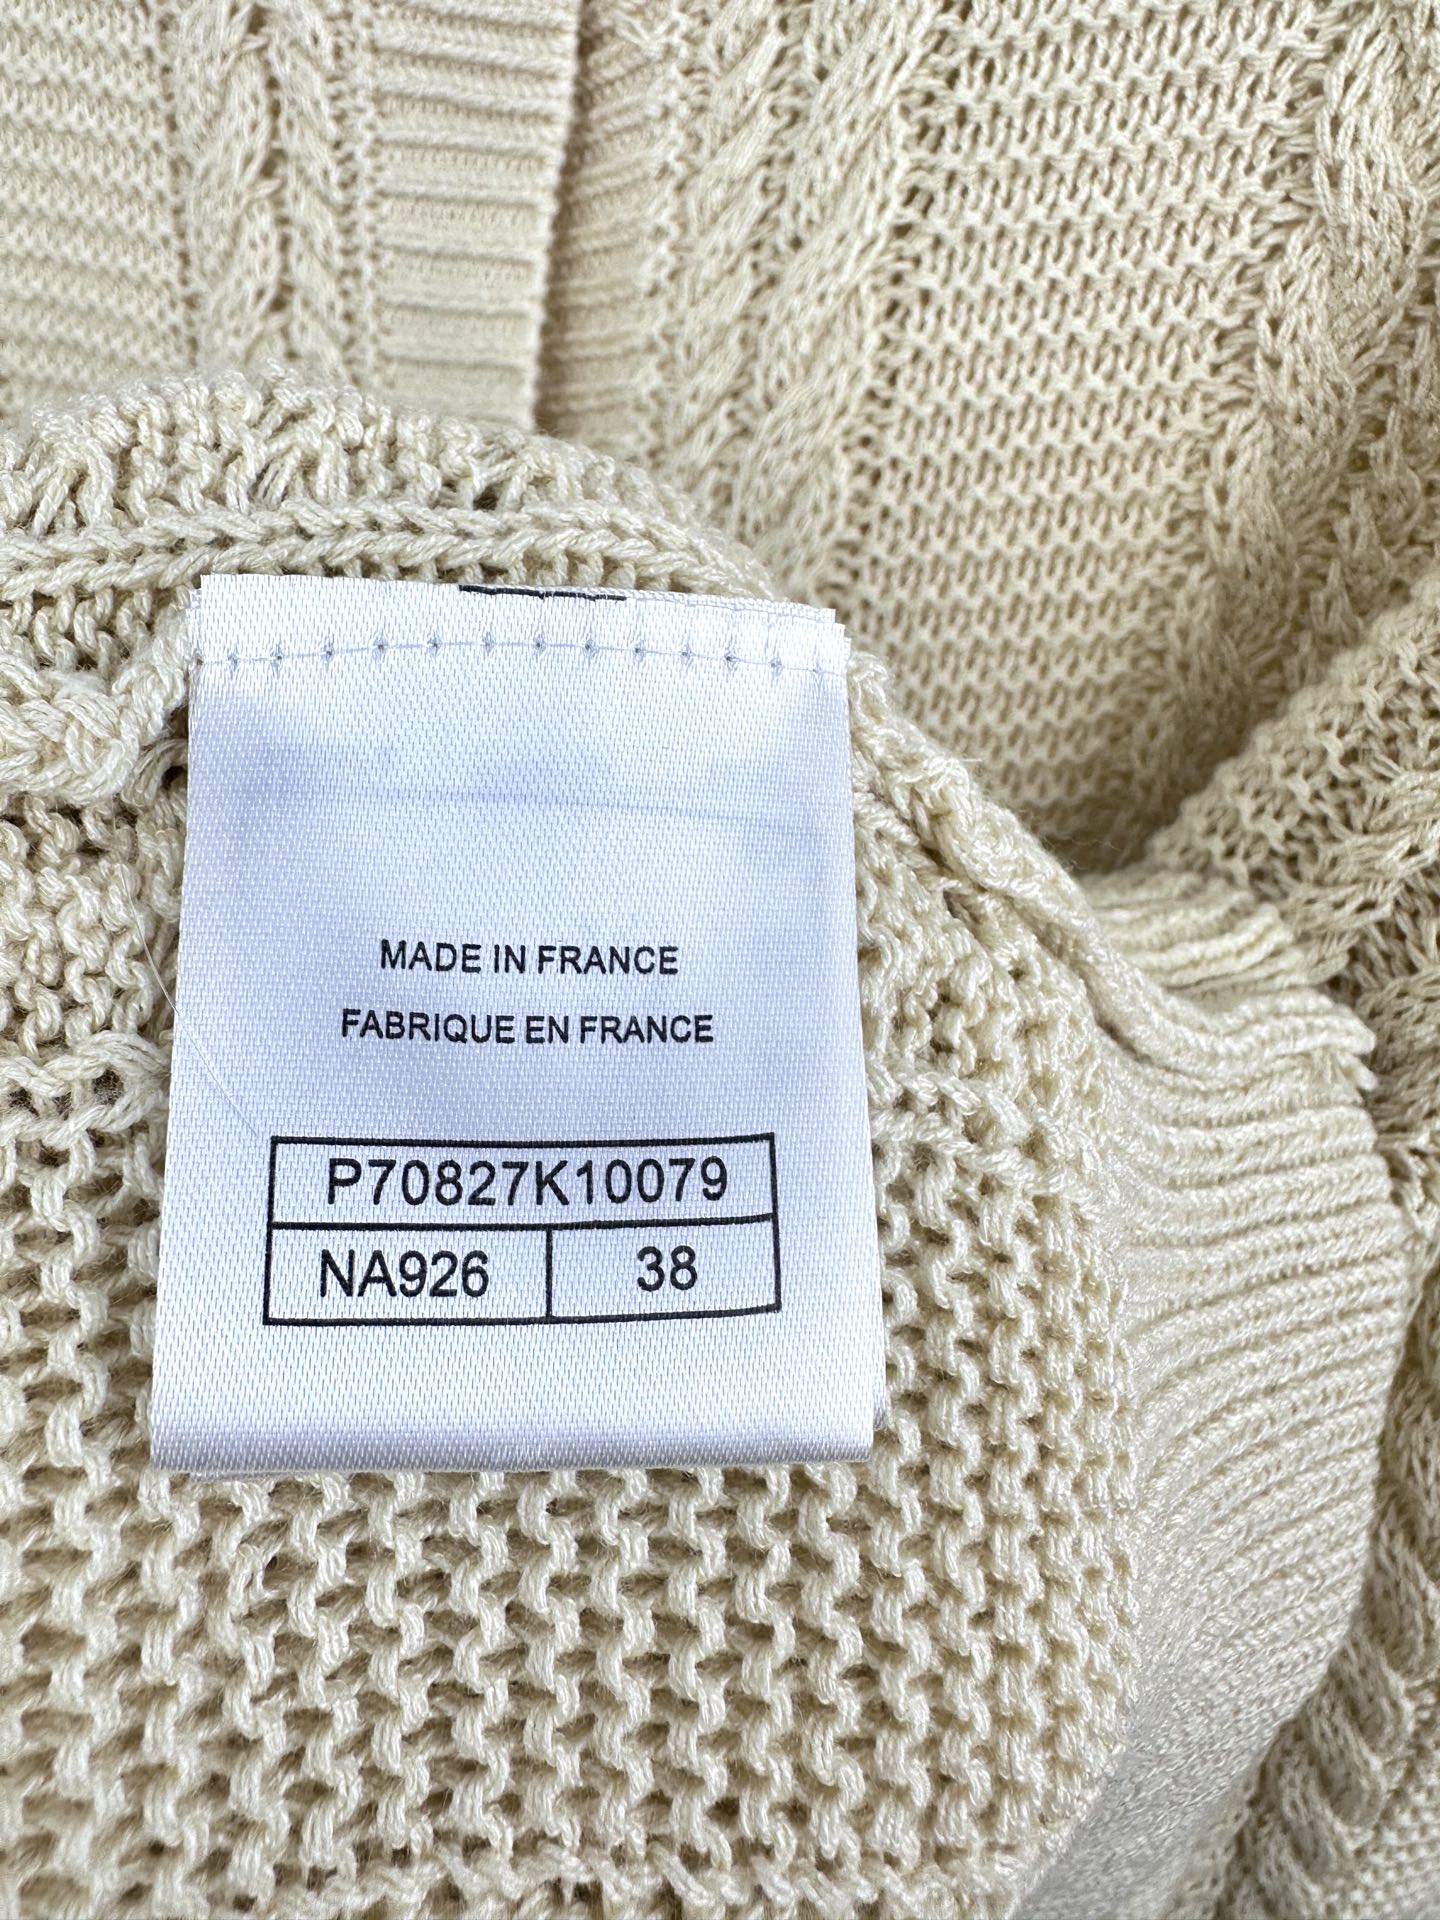 MADE IN FRANCE
FABRIQUE EN FRANCE
P70827K10079
NA926 38